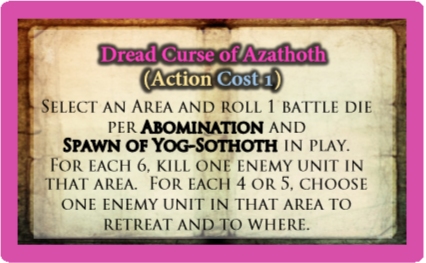 Dread Curse of Azathoth
(Action Cost 1)
Select an Area and roll 1 battle die
per Abomination and
Spawn of Yog-Sothoth in play.
For each 6, kill one enemy unit in
that area. For each 4 or 5, choose
one enemy unit in that area to
retreat and to where.